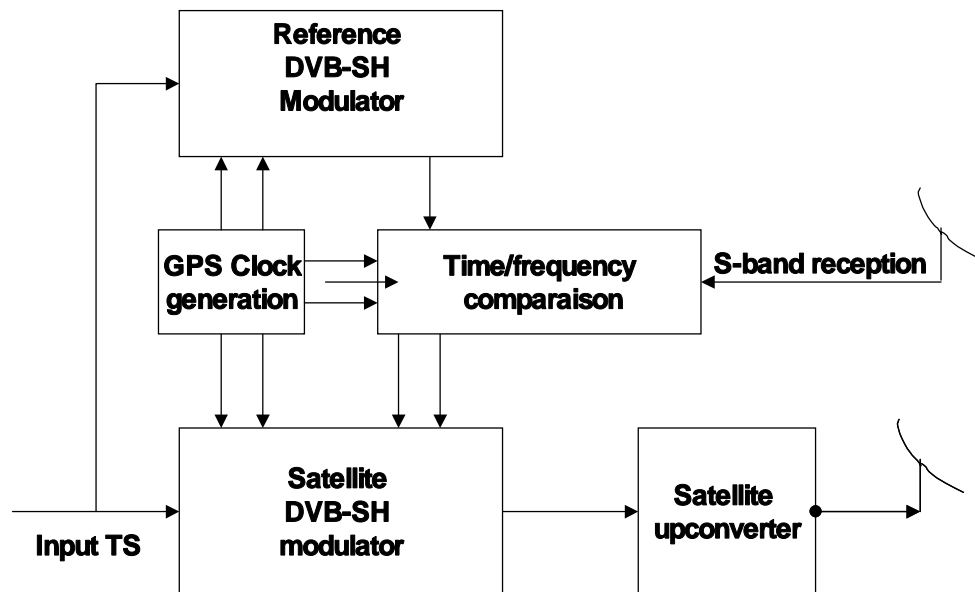 Reference
DVB-SH
Modulator
GPS Clock
generation
Time/frequency
comparaison
S-band reception
Satellite
DVB-SH
modulator
Satellite
upconverter
Input TS